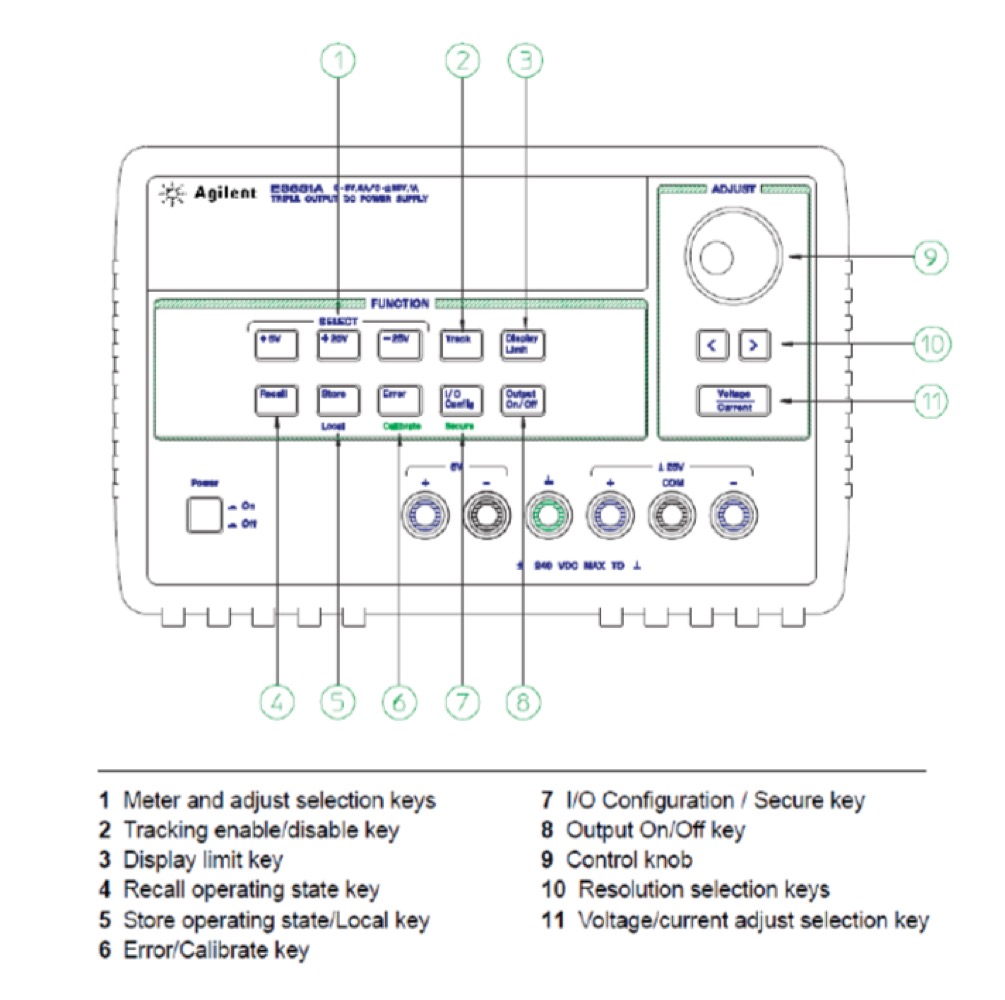 1 2 3
Agilent E3631A 0-6V,5A/0-±25V,1A
TRIPLE OUTPUT DC POWER SUPPLY
ADJUST
9
FUNCTION
SELECT
+6V +25V -25V Track Display Limit
< > 10
Recall Store Error I/O Config Output On/Off
Voltage
Current
11
Local Calibrate Secure
6V ±25V
Power
+ - + COM -
On
Off
± 240 VDC MAX TO ⏊
4 5 6 7 8
1 Meter and adjust selection keys
2 Tracking enable/disable key
3 Display limit key
4 Recall operating state key
5 Store operating state/Local key
6 Error/Calibrate key
7 I/O Configuration / Secure key
8 Output On/Off key
9 Control knob
10 Resolution selection keys
11 Voltage/current adjust selection key